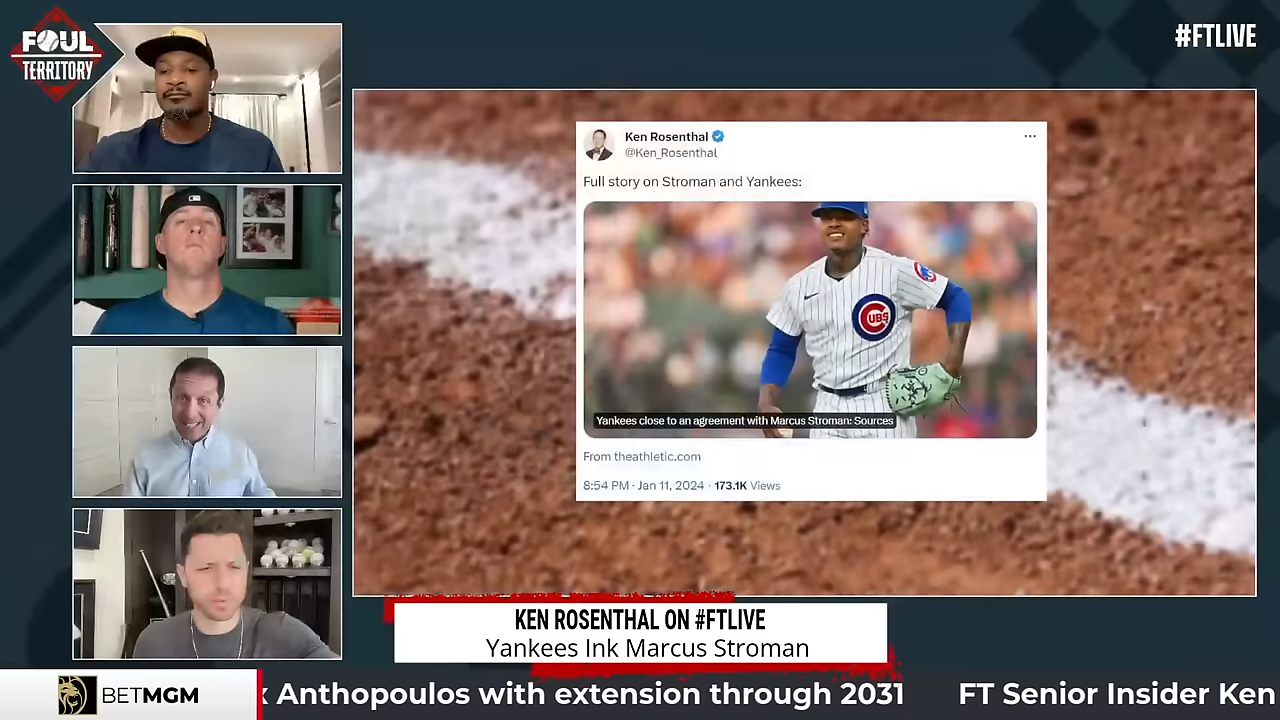 FOUL
TERRITORY
#FTLIVE
Ken Rosenthal
@Ken_Rosenthal
Full story on Stroman and Yankees:
CUBS
Yankees close to an agreement with Marcus Stroman: Sources
From theathletic.com
8:54 PM · Jan 11, 2024 · 173.1K Views
KEN ROSENTHAL ON #FTLIVE
Yankees Ink Marcus Stroman
BETMGM
x Anthopoulos with extension through 2031 FT Senior Insider Ken